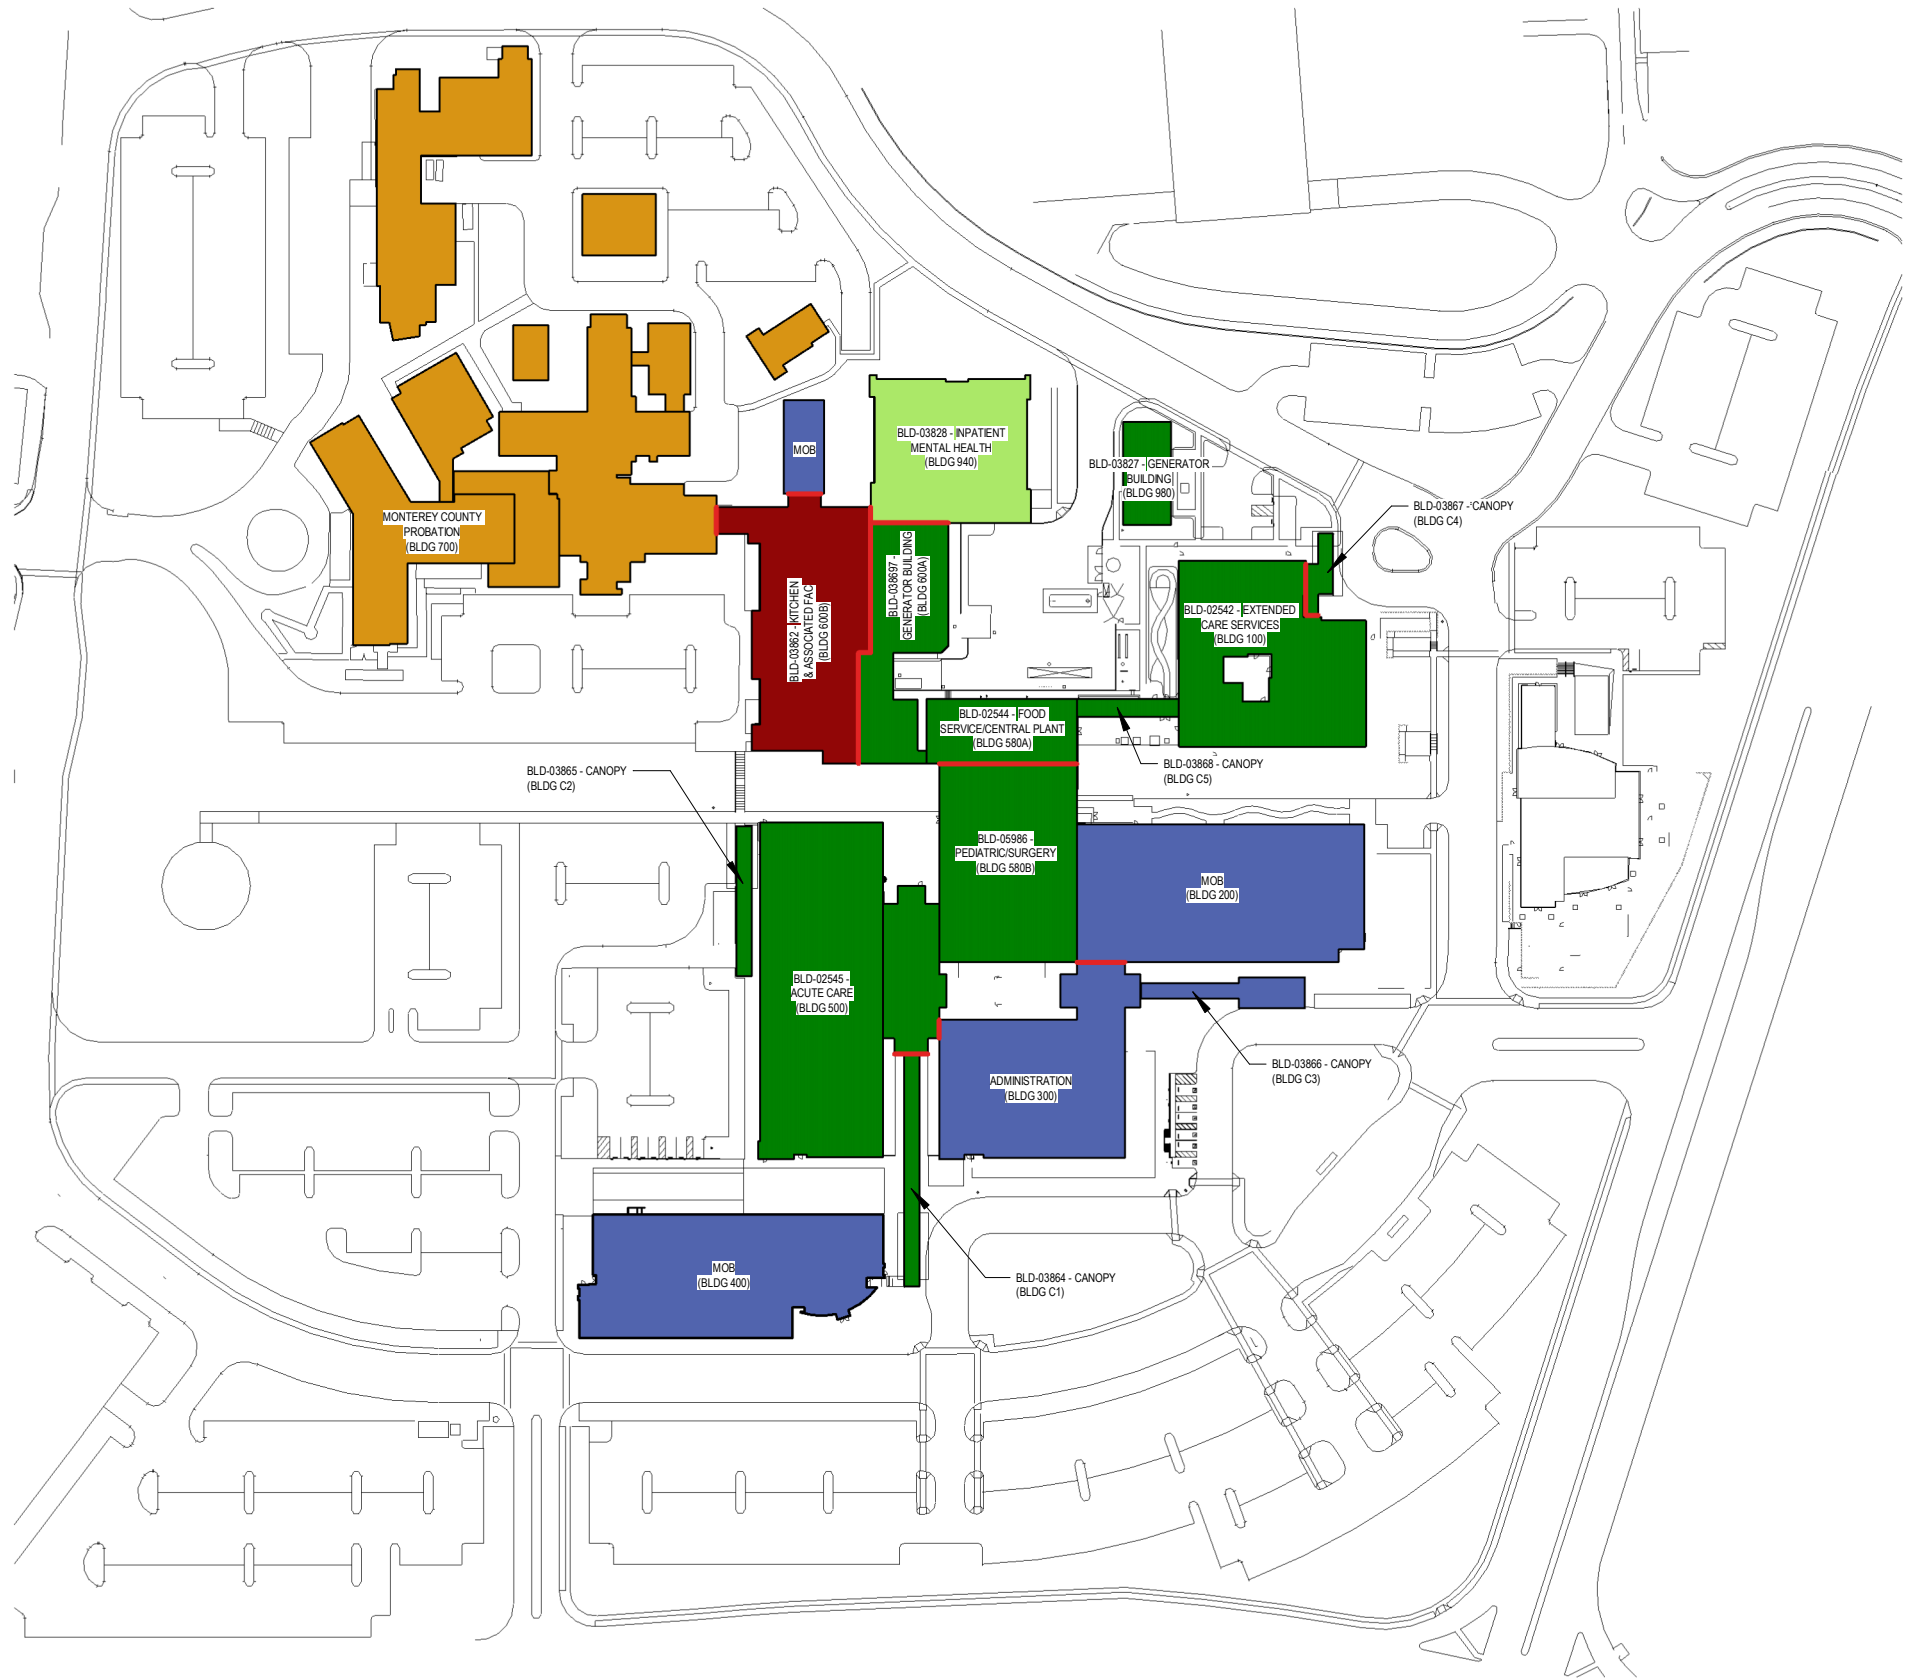 MOB
BLD-03828 - INPATIENT
MENTAL HEALTH
(BLDG 940)
BLD-03827 - GENERATOR
BUILDING
(BLDG 980)
BLD-03867 - CANOPY
(BLDG C4)
MONTEREY COUNTY
PROBATION
(BLDG 700)
BLD-03862 - KITCHEN
& ASSOCIATED FAC
(BLDG 600B)
BLD-038697 -
GENERATOR BUILDING
(BLDG 600A)
BLD-02542 - EXTENDED
CARE SERVICES
(BLDG 100)
BLD-02544 - FOOD
SERVICE/CENTRAL PLANT
(BLDG 580A)
BLD-03868 - CANOPY
(BLDG C5)
BLD-03865 - CANOPY
(BLDG C2)
BLD-05986 -
PEDIATRIC/SURGERY
(BLDG 580B)
MOB
(BLDG 200)
BLD-02545 -
ACUTE CARE
(BLDG 500)
BLD-03866 - CANOPY
(BLDG C3)
ADMINISTRATION
(BLDG 300)
MOB
(BLDG 400)
BLD-03864 - CANOPY
(BLDG C1)